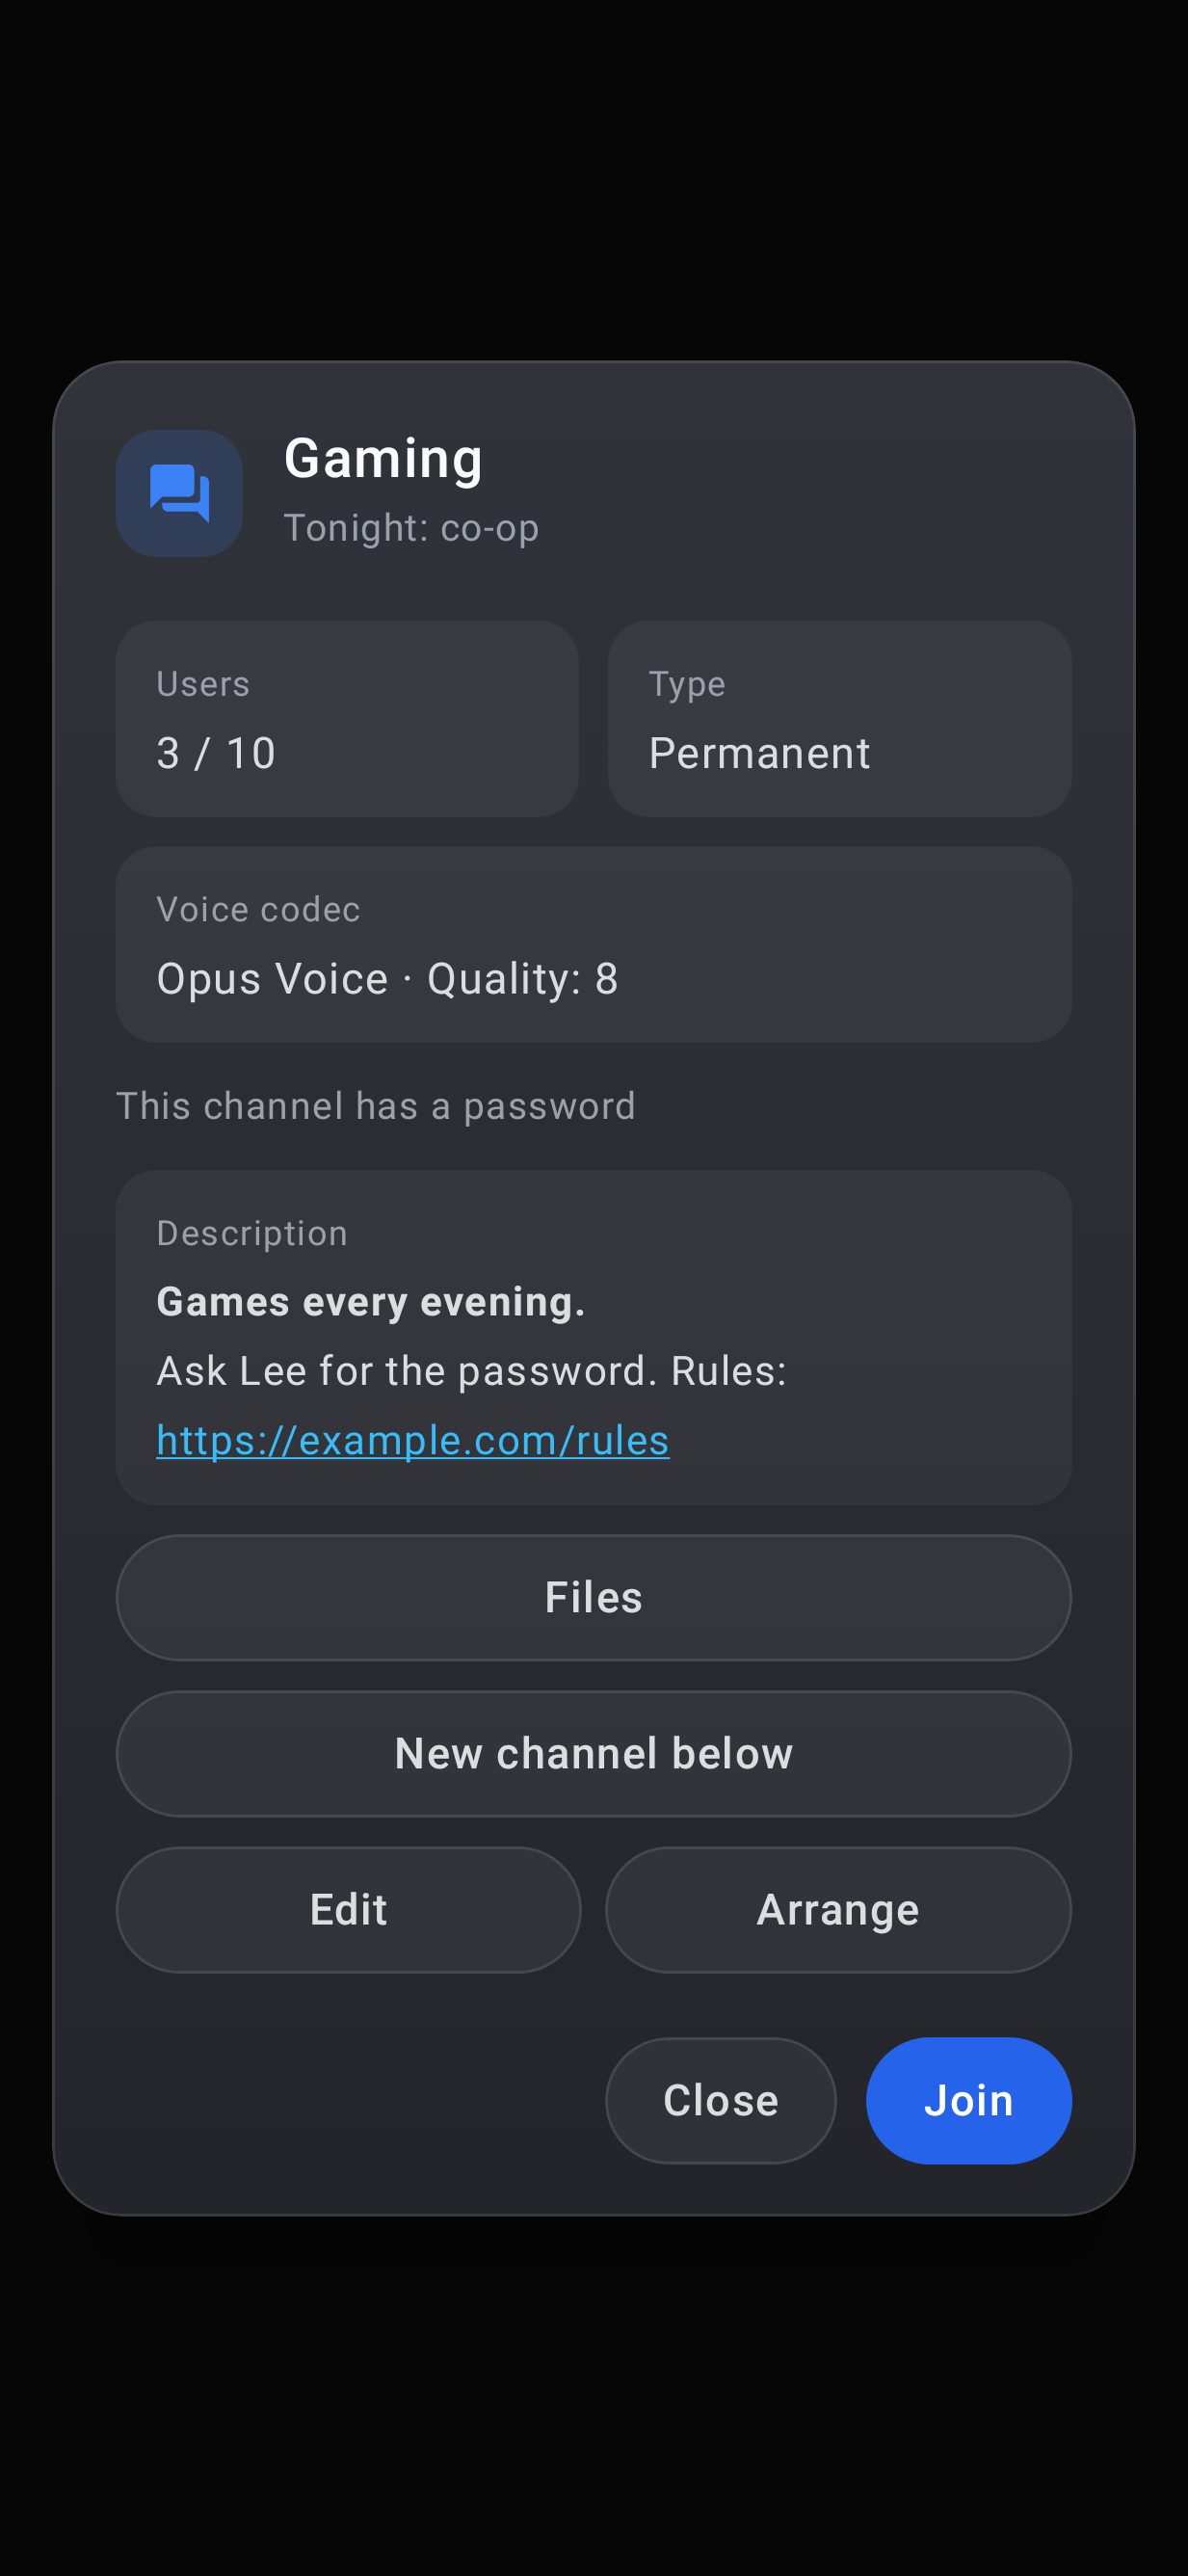 Gaming
Tonight: co-op
Users
3 / 10
Type
Permanent
Voice codec
Opus Voice · Quality: 8
This channel has a password
Description
Games every evening.
Ask Lee for the password. Rules:
https://example.com/rules
Files
New channel below
Edit
Arrange
Close
Join